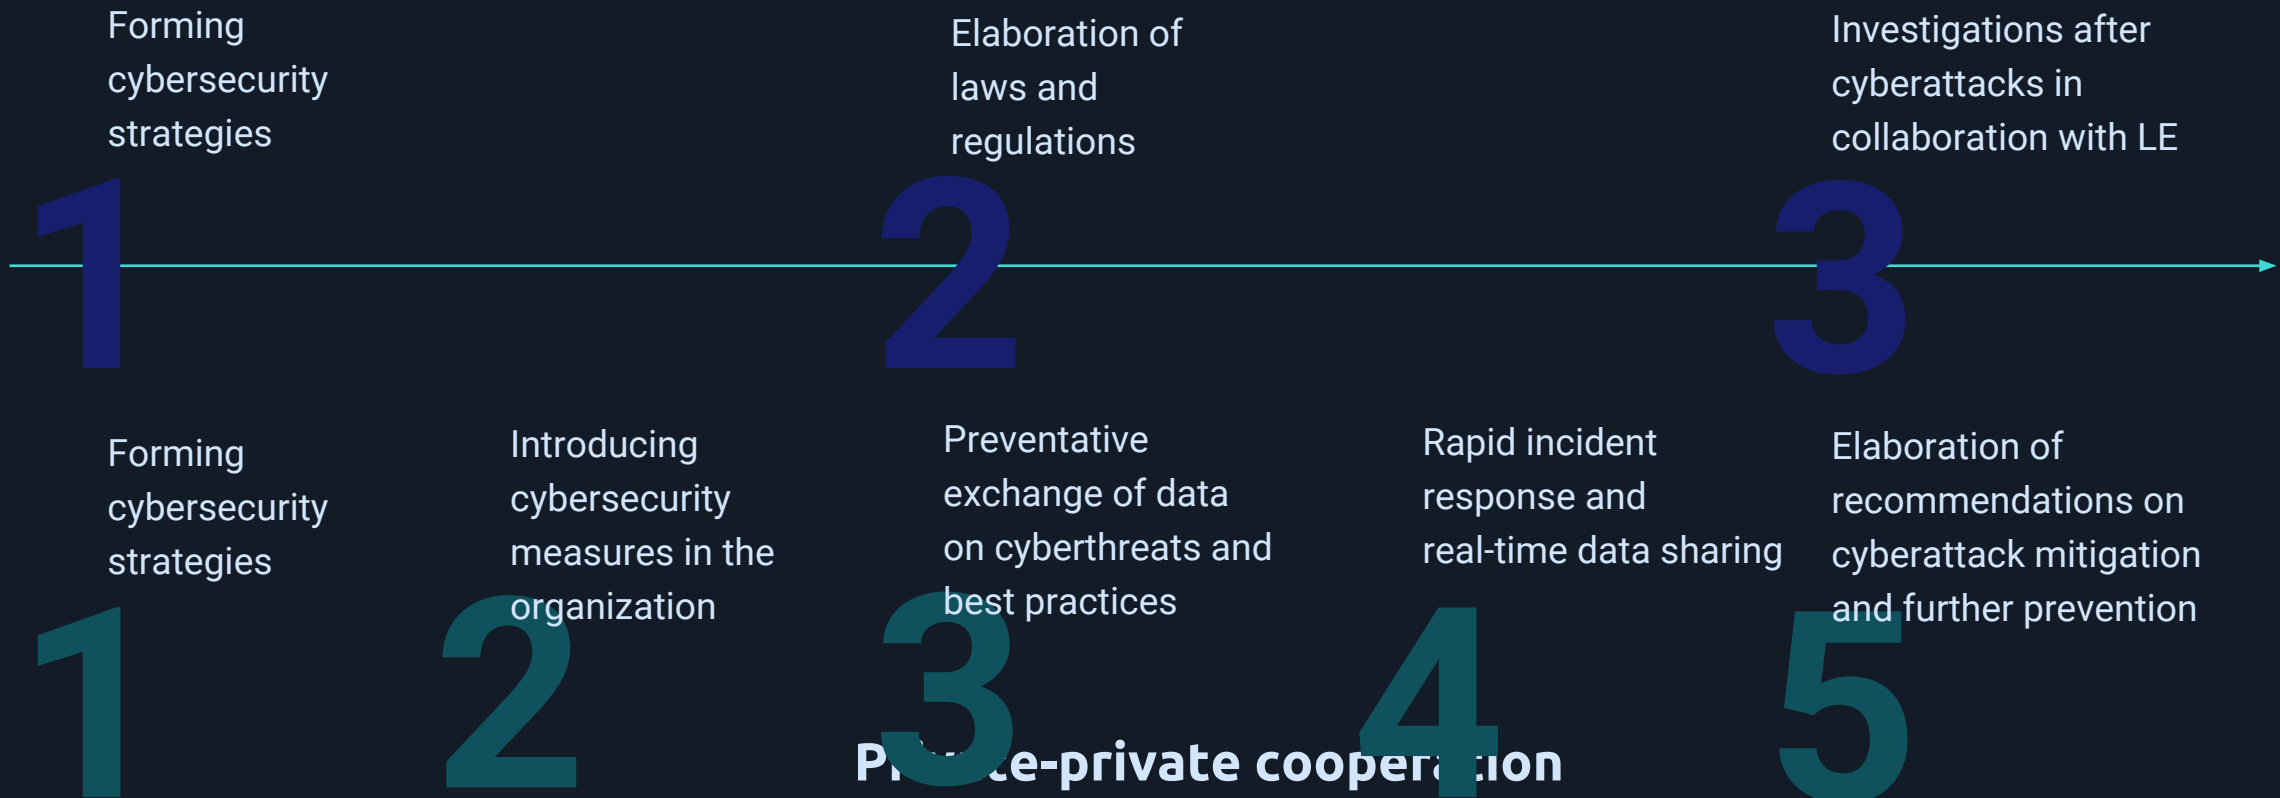 Forming
cybersecurity
strategies
Elaboration of
laws and
regulations
Investigations after
cyberattacks in
collaboration with LE
1
2
3
Forming
cybersecurity
strategies
Introducing
cybersecurity
measures in the
organization
Preventative
exchange of data
on cyberthreats and
best practices
Rapid incident
response and
real-time data sharing
Elaboration of
recommendations on
cyberattack mitigation
and further prevention
1
2
3
4
5
Private-private cooperation